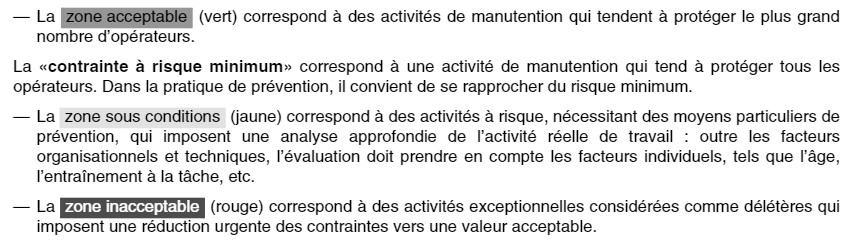 — La zone acceptable (vert) correspond à des activités de manutention qui tendent à protéger le plus grand
nombre d’opérateurs.
La «contrainte à risque minimum» correspond à une activité de manutention qui tend à protéger tous les
opérateurs. Dans la pratique de prévention, il convient de se rapprocher du risque minimum.
— La zone sous conditions (jaune) correspond à des activités à risque, nécessitant des moyens particuliers de
prévention, qui imposent une analyse approfondie de l’activité réelle de travail : outre les facteurs
organisationnels et techniques, l’évaluation doit prendre en compte les facteurs individuels, tels que l’âge,
l’entraînement à la tâche, etc.
— La zone inacceptable (rouge) correspond à des activités exceptionnelles considérées comme délétères qui
imposent une réduction urgente des contraintes vers une valeur acceptable.